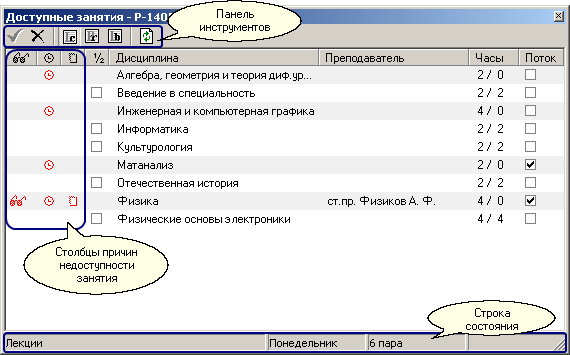 Доступные занятия - Р-140
Панель
инструментов
½ Дисциплина Преподаватель Часы Поток
Алгебра, геометрия и теория диф.ур... 2 / 0
Введение в специальность 2 / 2
Инженерная и компьютерная графика 4 / 0
Информатика 2 / 2
Культурология 2 / 2
Матанализ 2 / 0
Отечественная история 2 / 2
Физика ст.пр. Физиков А. Ф. 4 / 0
Физические основы электроники 4 / 4
Столбцы причин
недоступности
занятия
Строка
состояния
Лекции Понедельник 6 пара